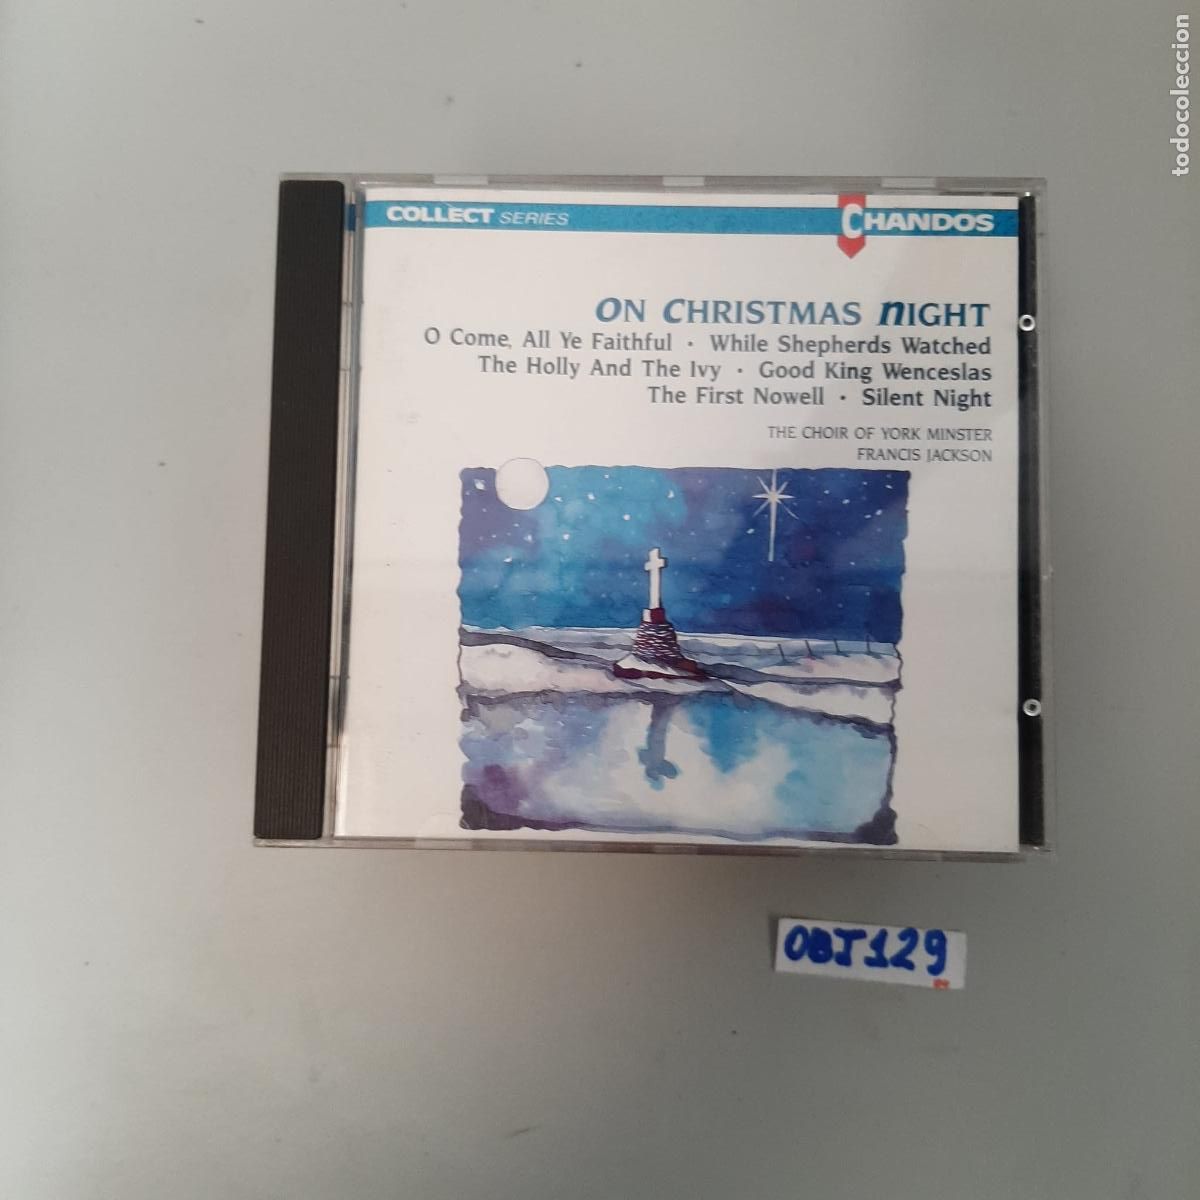 todocoleccion
COLLECT SERIES
CHANDOS
ON CHRISTMAS NIGHT
O Come, All Ye Faithful · While Shepherds Watched
The Holly And The Ivy · Good King Wenceslas
The First Nowell · Silent Night
THE CHOIR OF YORK MINSTER
FRANCIS JACKSON
OBJ129